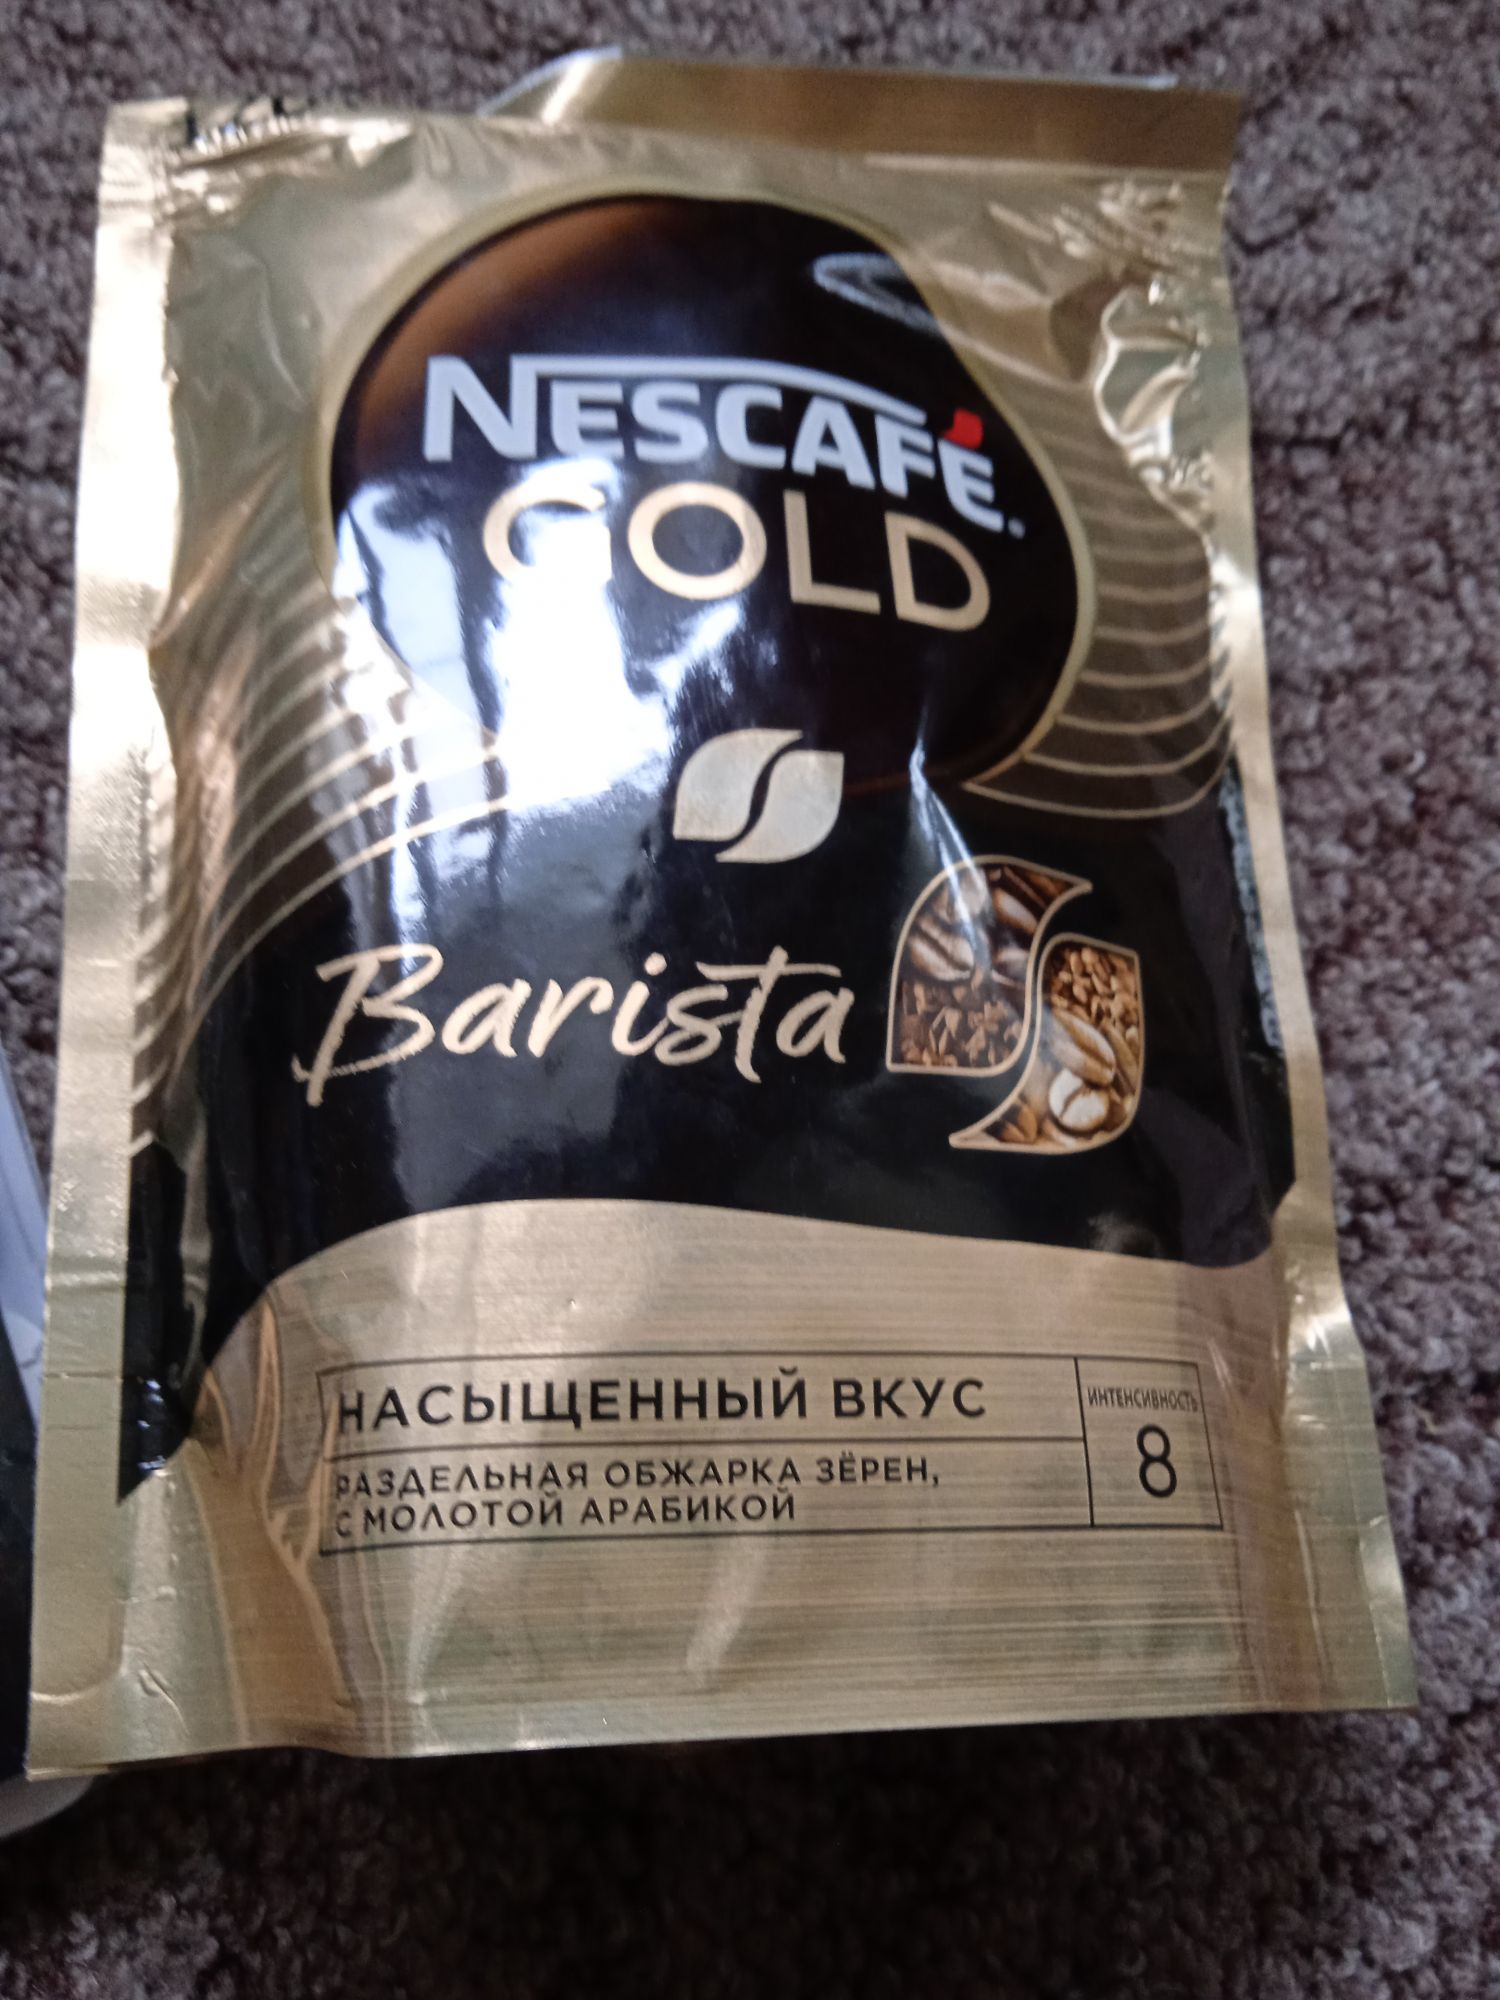 NESCAFÉ.
GOLD
Barista
НАСЫЩЕННЫЙ ВКУС
РАЗДЕЛЬНАЯ ОБЖАРКА ЗЁРЕН,
С МОЛОТОЙ АРАБИКОЙ
ИНТЕНСИВНОСТЬ
8